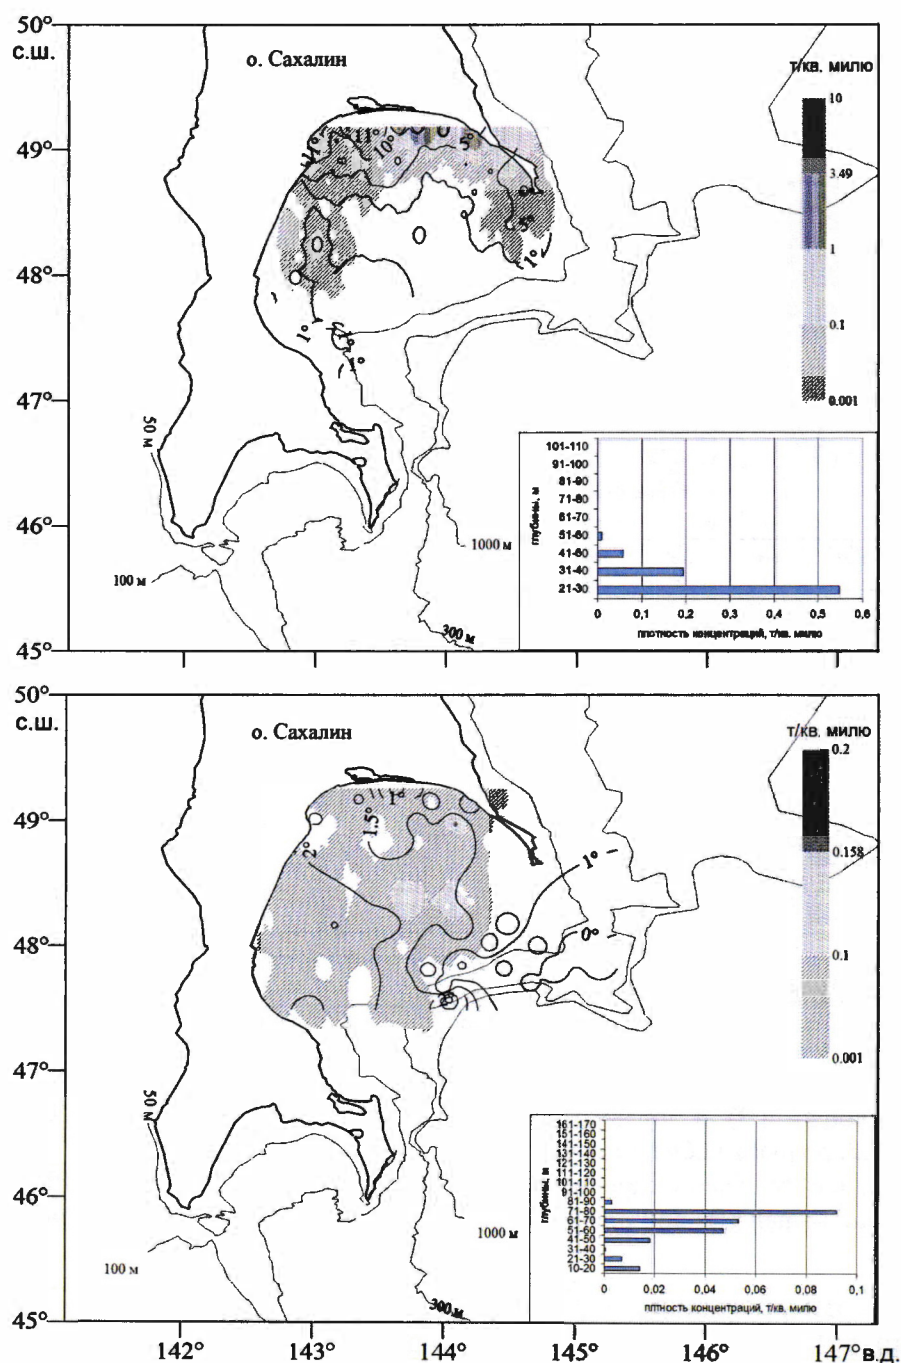 50°
с.ш.
о. Сахалин
т/кв. милю
10
49°
11°
11°
10°
5°
3.49
5°
1
48°
1°
1°
1°
0.1
47°
0.001
50 м
46°
100 м
1000 м
300 м
45°
101-110
91-100
81-90
71-80
61-70
51-60
41-60
31-40
21-30
глубины, м
0 0,1 0,2 0,3 0,4 0,5 0,6
плотность концентраций, т/кв. милю
50°
с.ш.
о. Сахалин
т/кв. милю
0.2
49°
1°
1.5°
2°
0.158
1°
0°
48°
0.1
0.001
47°
50 м
46°
100 м
1000 м
300 м
45°
161-170
151-160
141-150
131-140
121-130
111-120
101-110
91-100
81-90
71-80
61-70
51-60
41-50
31-40
21-30
10-20
глубины, м
0 0,02 0,04 0,06 0,08 0,1
плтность концентраций, т/кв. милю
142° 143° 144° 145° 146° 147° в.д.